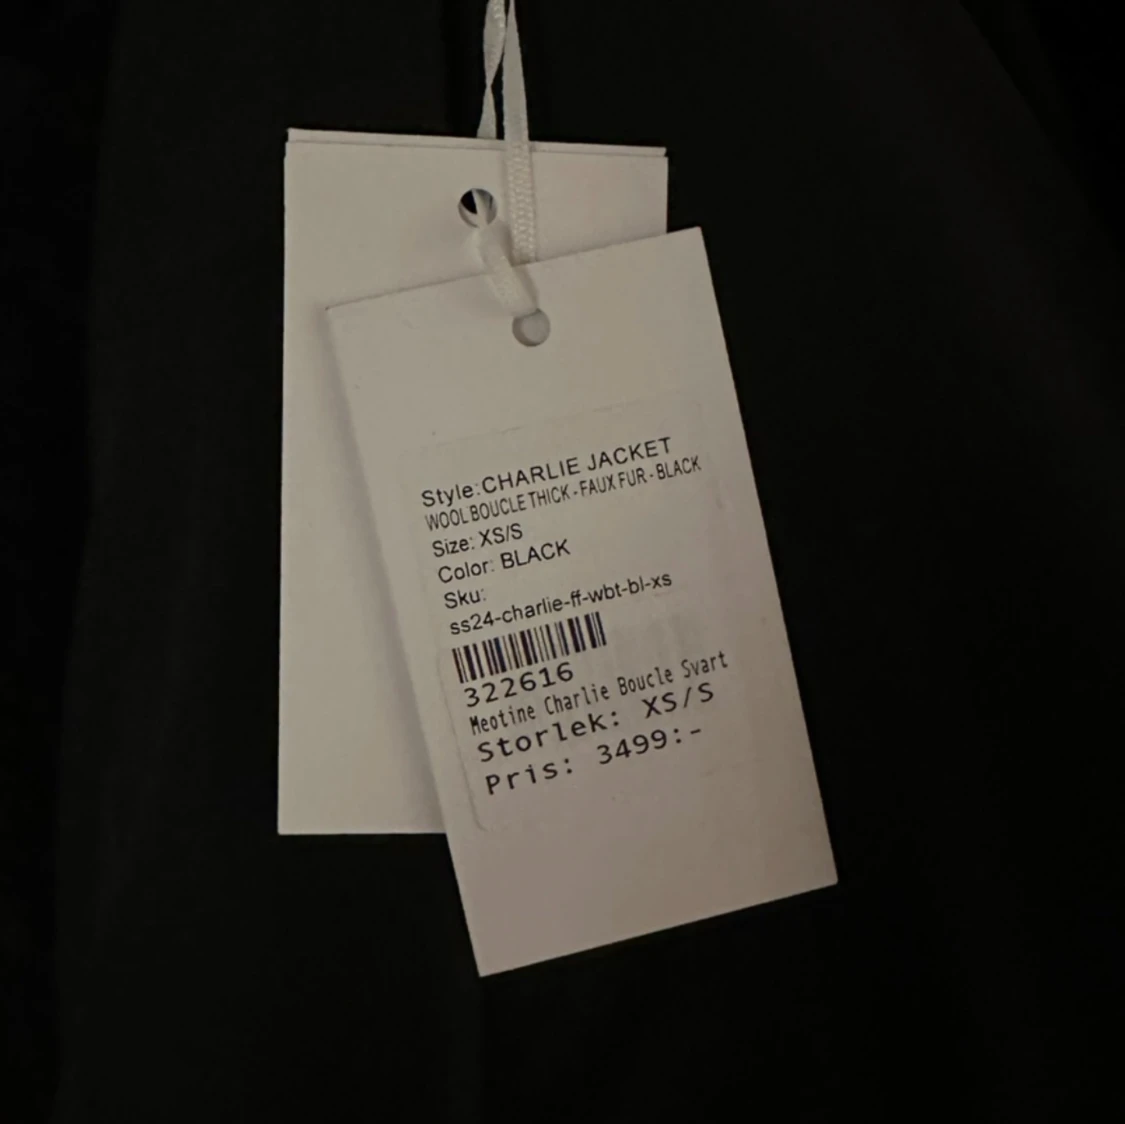 Style:CHARLIE JACKET
WOOL BOUCLE THICK - FAUX FUR - BLACK
Size: XS/S
Color: BLACK
Sku:
ss24-charlie-ff-wbt-bl-xs
322616
Meotine Charlie Boucle Svart
Storlek: XS/S
Pris: 3499:-